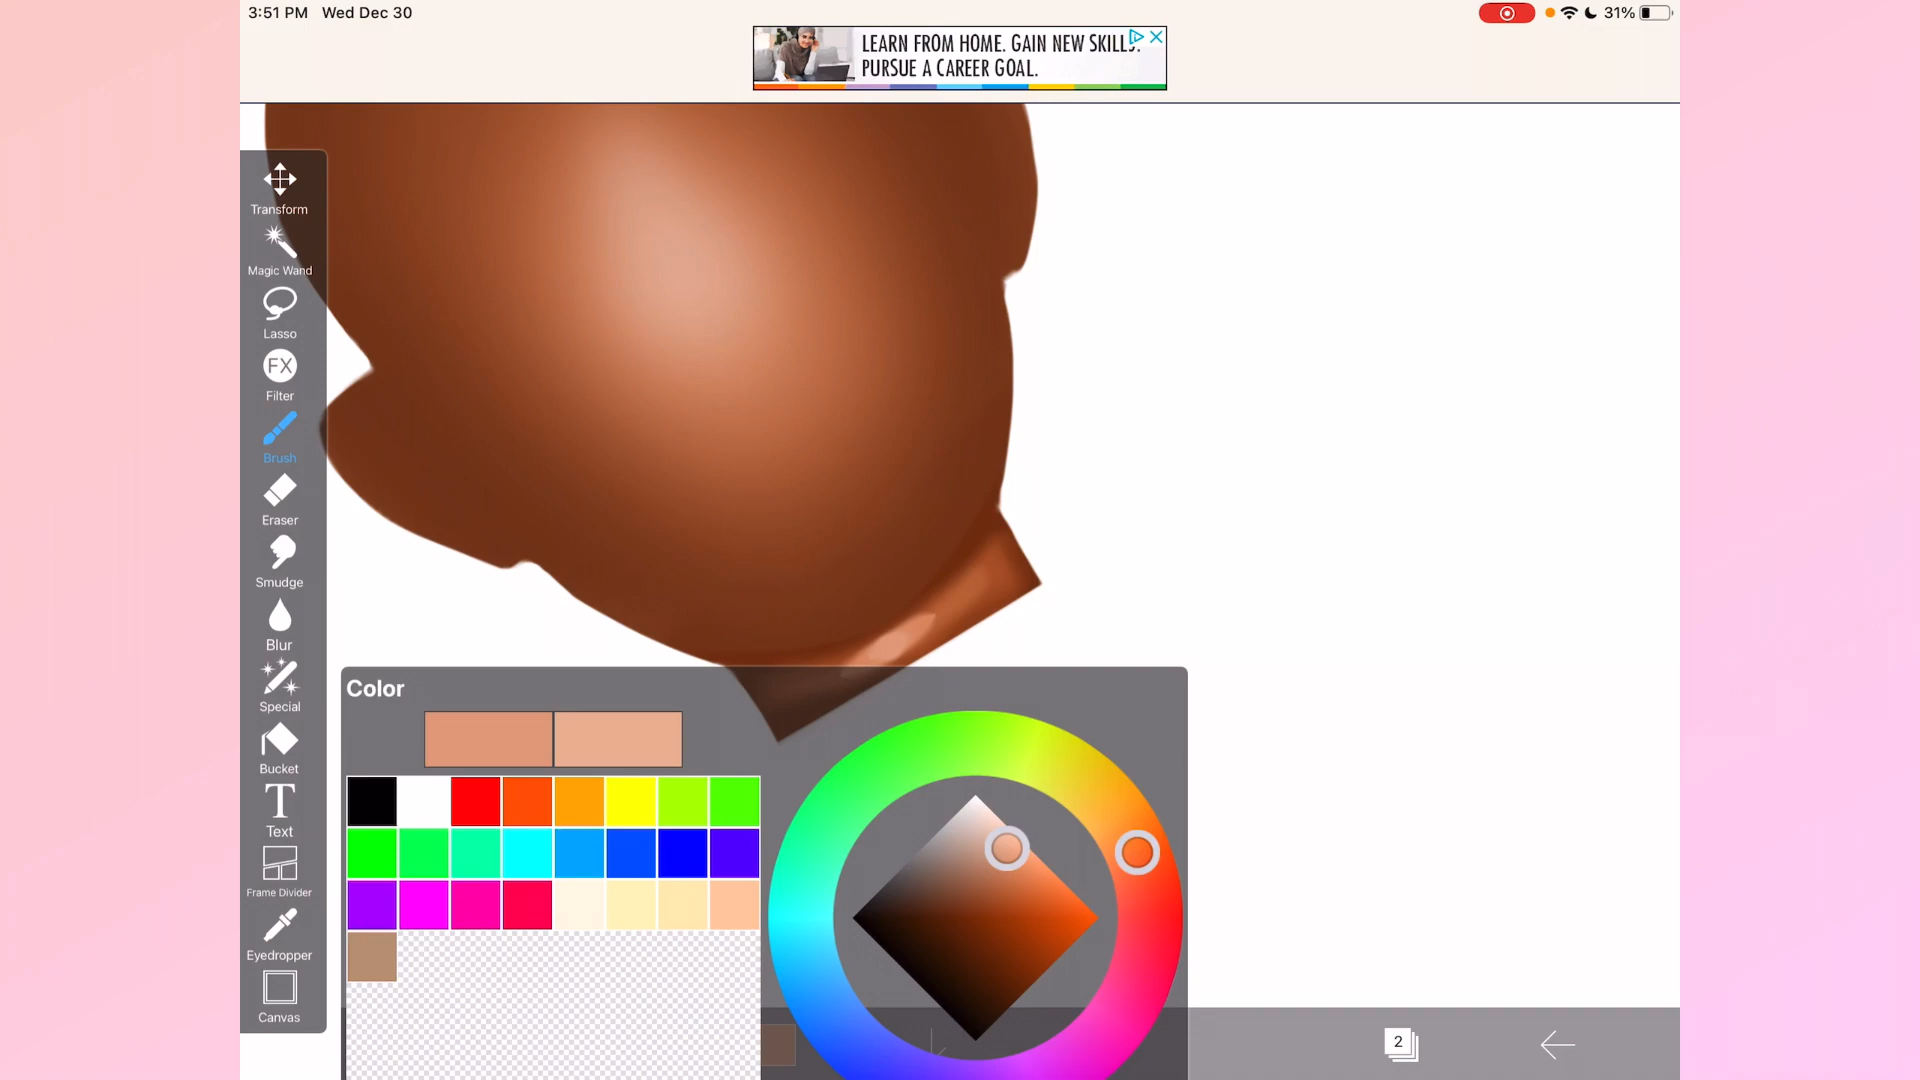 3:51 PM Wed Dec 30
31%
LEARN FROM HOME. GAIN NEW SKILLS.
PURSUE A CAREER GOAL.
Transform
Magic Wand
Lasso
FX
Filter
Brush
Eraser
Smudge
Blur
Special
Bucket
T
Text
Frame Divider
Eyedropper
Canvas
Color
2